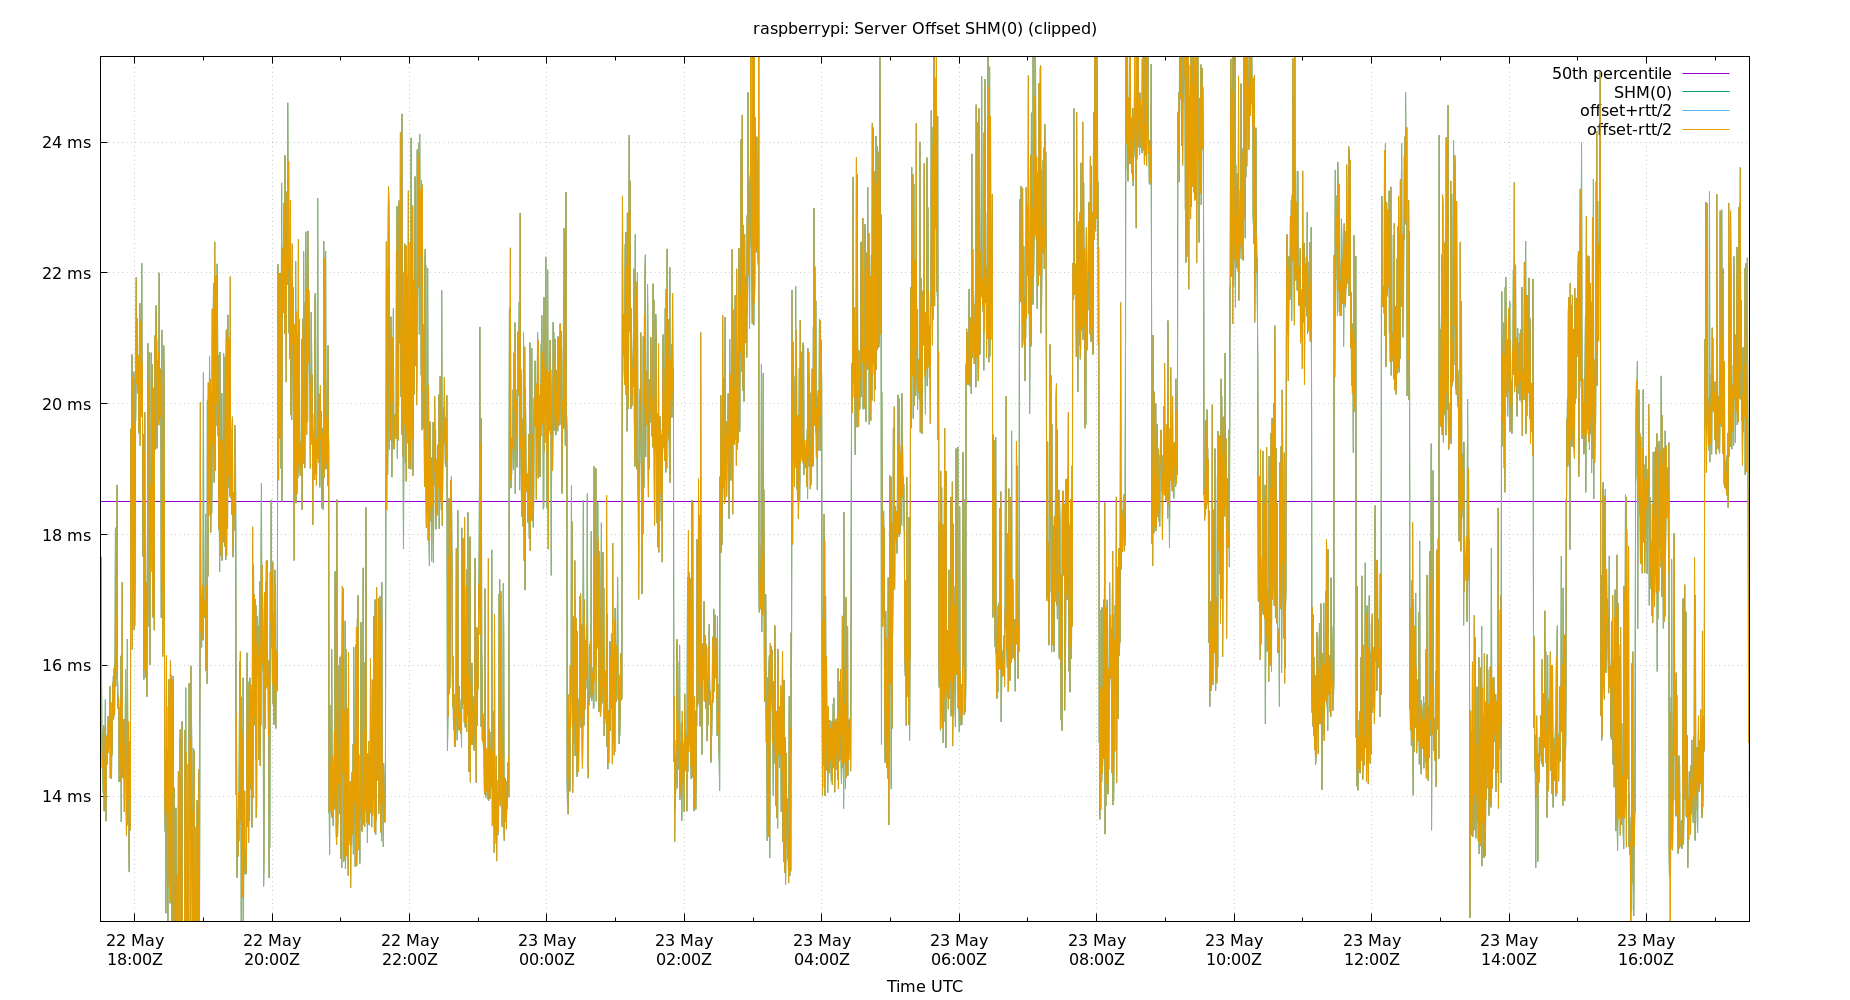 raspberrypi: Server Offset SHM(0) (clipped)
50th percentile
SHM(0)
offset+rtt/2
offset-rtt/2
24 ms
22 ms
20 ms
18 ms
16 ms
14 ms
22 May 22 May 22 May 23 May 23 May 23 May 23 May 23 May 23 May 23 May 23 May 23 May
18:00Z 20:00Z 22:00Z 00:00Z 02:00Z 04:00Z 06:00Z 08:00Z 10:00Z 12:00Z 14:00Z 16:00Z
Time UTC